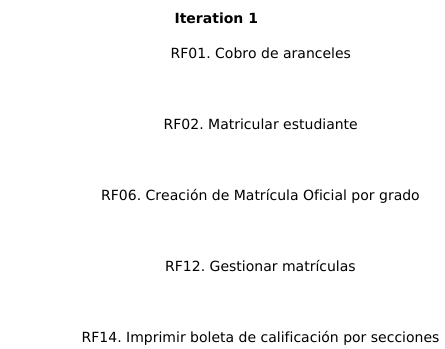 Iteration 1
RF01. Cobro de aranceles
RF02. Matricular estudiante
RF06. Creación de Matrícula Oficial por grado
RF12. Gestionar matrículas
RF14. Imprimir boleta de calificación por secciones